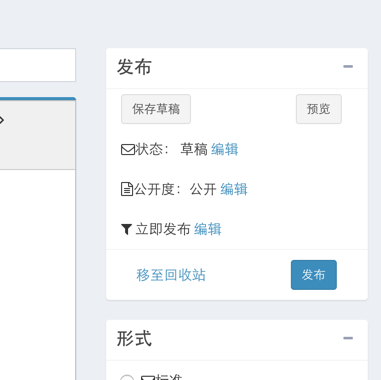 发布
保存草稿 预览
状态： 草稿 编辑
公开度： 公开 编辑
立即发布 编辑
移至回收站 发布
形式
标准